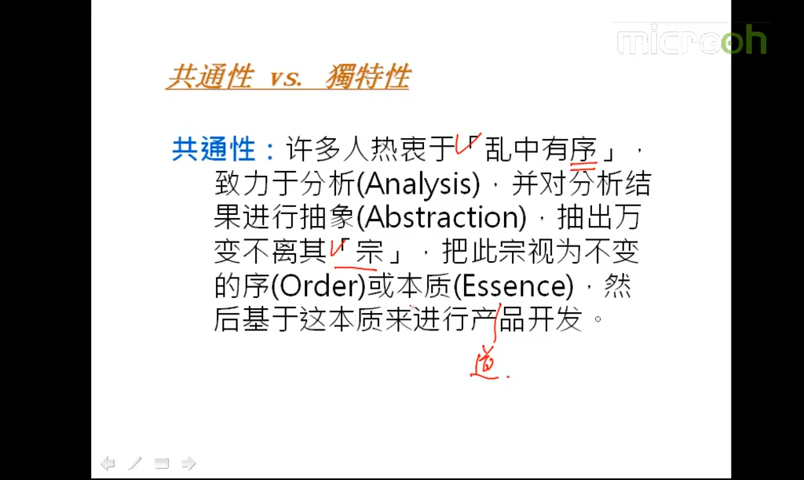 microoh
共通性 vs. 獨特性
共通性：许多人热衷于「乱中有序」，
致力于分析(Analysis)，并对分析结
果进行抽象(Abstraction)，抽出万
变不离其「宗」，把此宗视为不变
的序(Order)或本质(Essence)，然
后基于这本质来进行产品开发。
道.